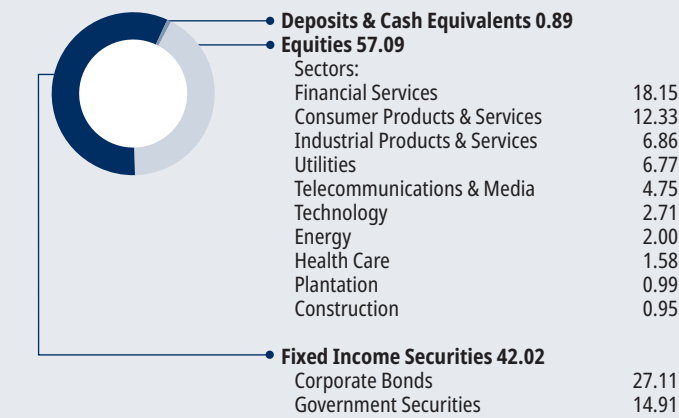 Deposits & Cash Equivalents 0.89
Equities 57.09
Sectors:
Financial Services 18.15
Consumer Products & Services 12.33
Industrial Products & Services 6.86
Utilities 6.77
Telecommunications & Media 4.75
Technology 2.71
Energy 2.00
Health Care 1.58
Plantation 0.99
Construction 0.95
Fixed Income Securities 42.02
Corporate Bonds 27.11
Government Securities 14.91